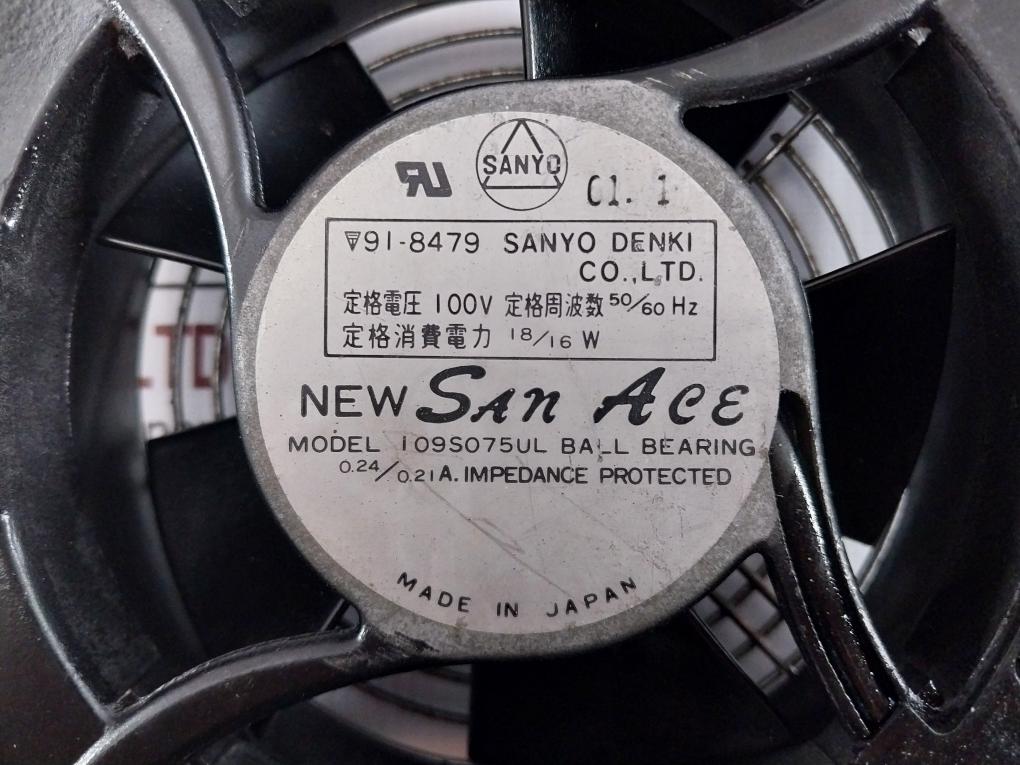 SANYO
RU
01. 1
91-8479 SANYO DENKI
CO.,LTD.
定格電圧 100V 定格周波数 50/60 Hz
定格消費電力 18/16 W
NEW SAN ACE
MODEL 109S075UL BALL BEARING
0.24/0.21A. IMPEDANCE PROTECTED
MADE IN JAPAN
LTD